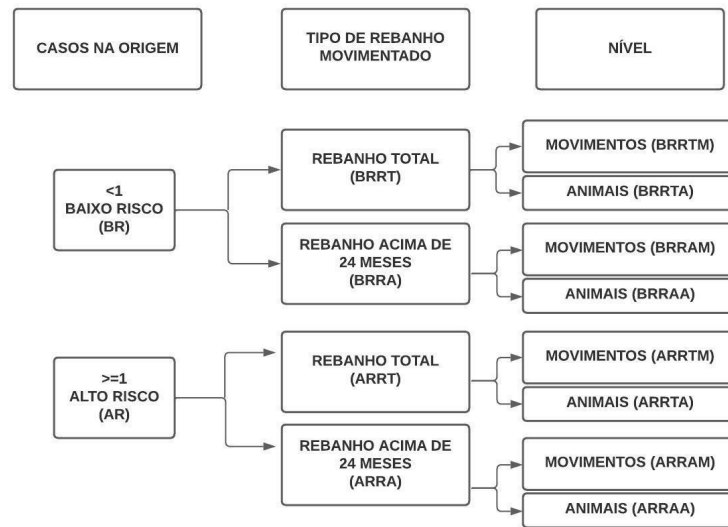 CASOS NA ORIGEM
TIPO DE REBANHO
MOVIMENTADO
NÍVEL
<1
BAIXO RISCO
(BR)
REBANHO TOTAL
(BRRT)
MOVIMENTOS (BRRTM)
ANIMAIS (BRRTA)
REBANHO ACIMA DE
24 MESES
(BRRA)
MOVIMENTOS (BRRAM)
ANIMAIS (BRRAA)
>=1
ALTO RISCO
(AR)
REBANHO TOTAL
(ARRT)
MOVIMENTOS (ARRTM)
ANIMAIS (ARRTA)
REBANHO ACIMA DE
24 MESES
(ARRA)
MOVIMENTOS (ARRAM)
ANIMAIS (ARRAA)